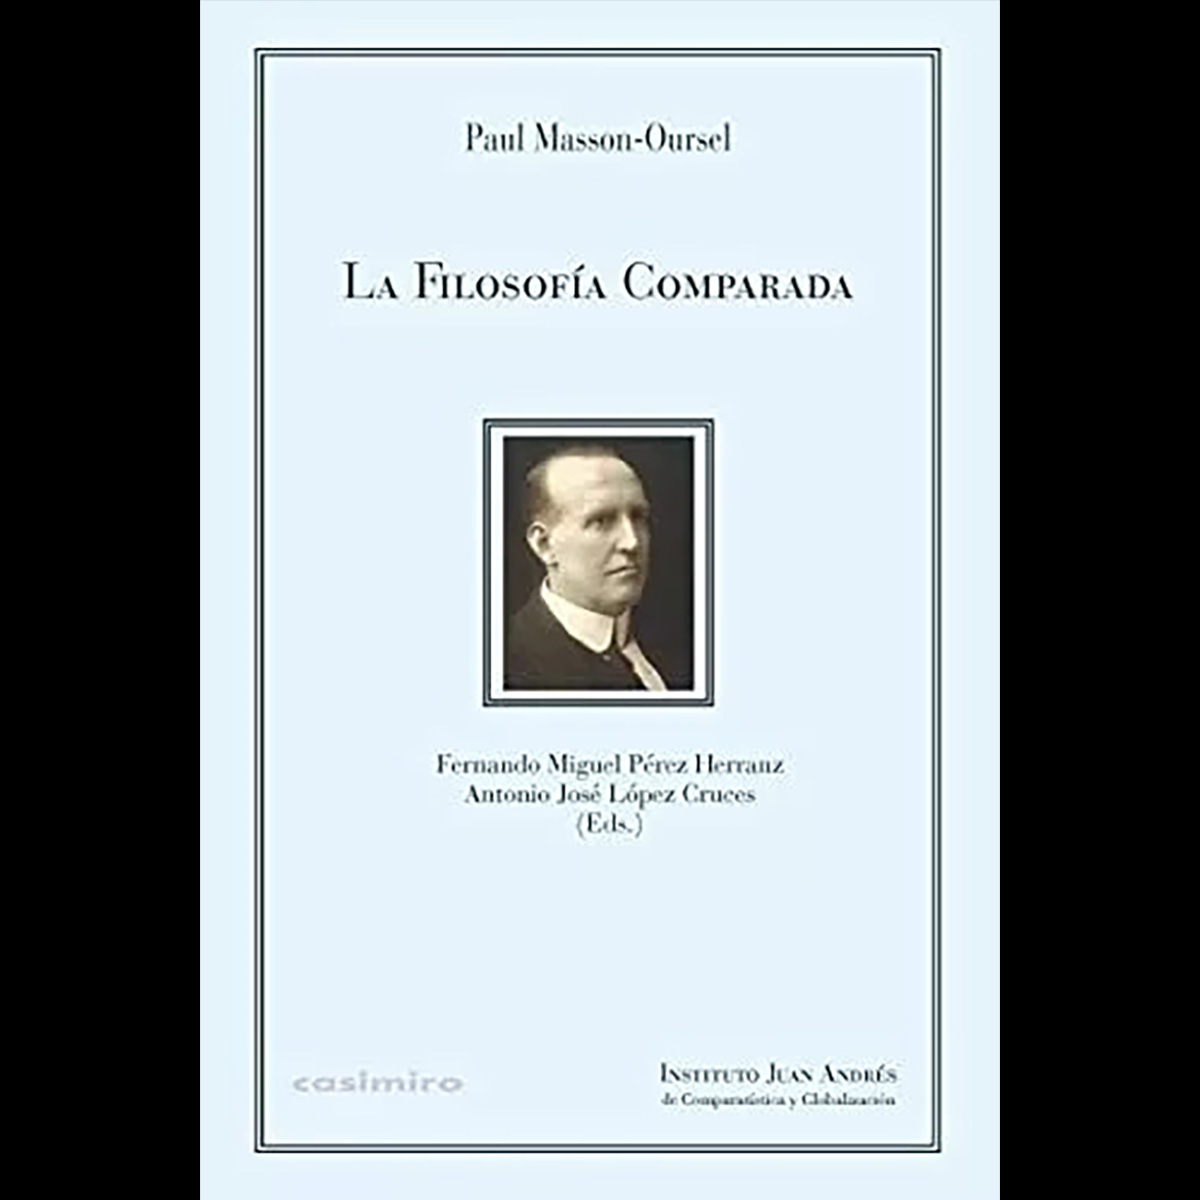 Paul Masson-Oursel
La Filosofía Comparada
Fernando Miguel Pérez Herranz
Antonio José López Cruces
(Eds.)
casimiro
Instituto Juan Andrés
de Comparatística y Globalización